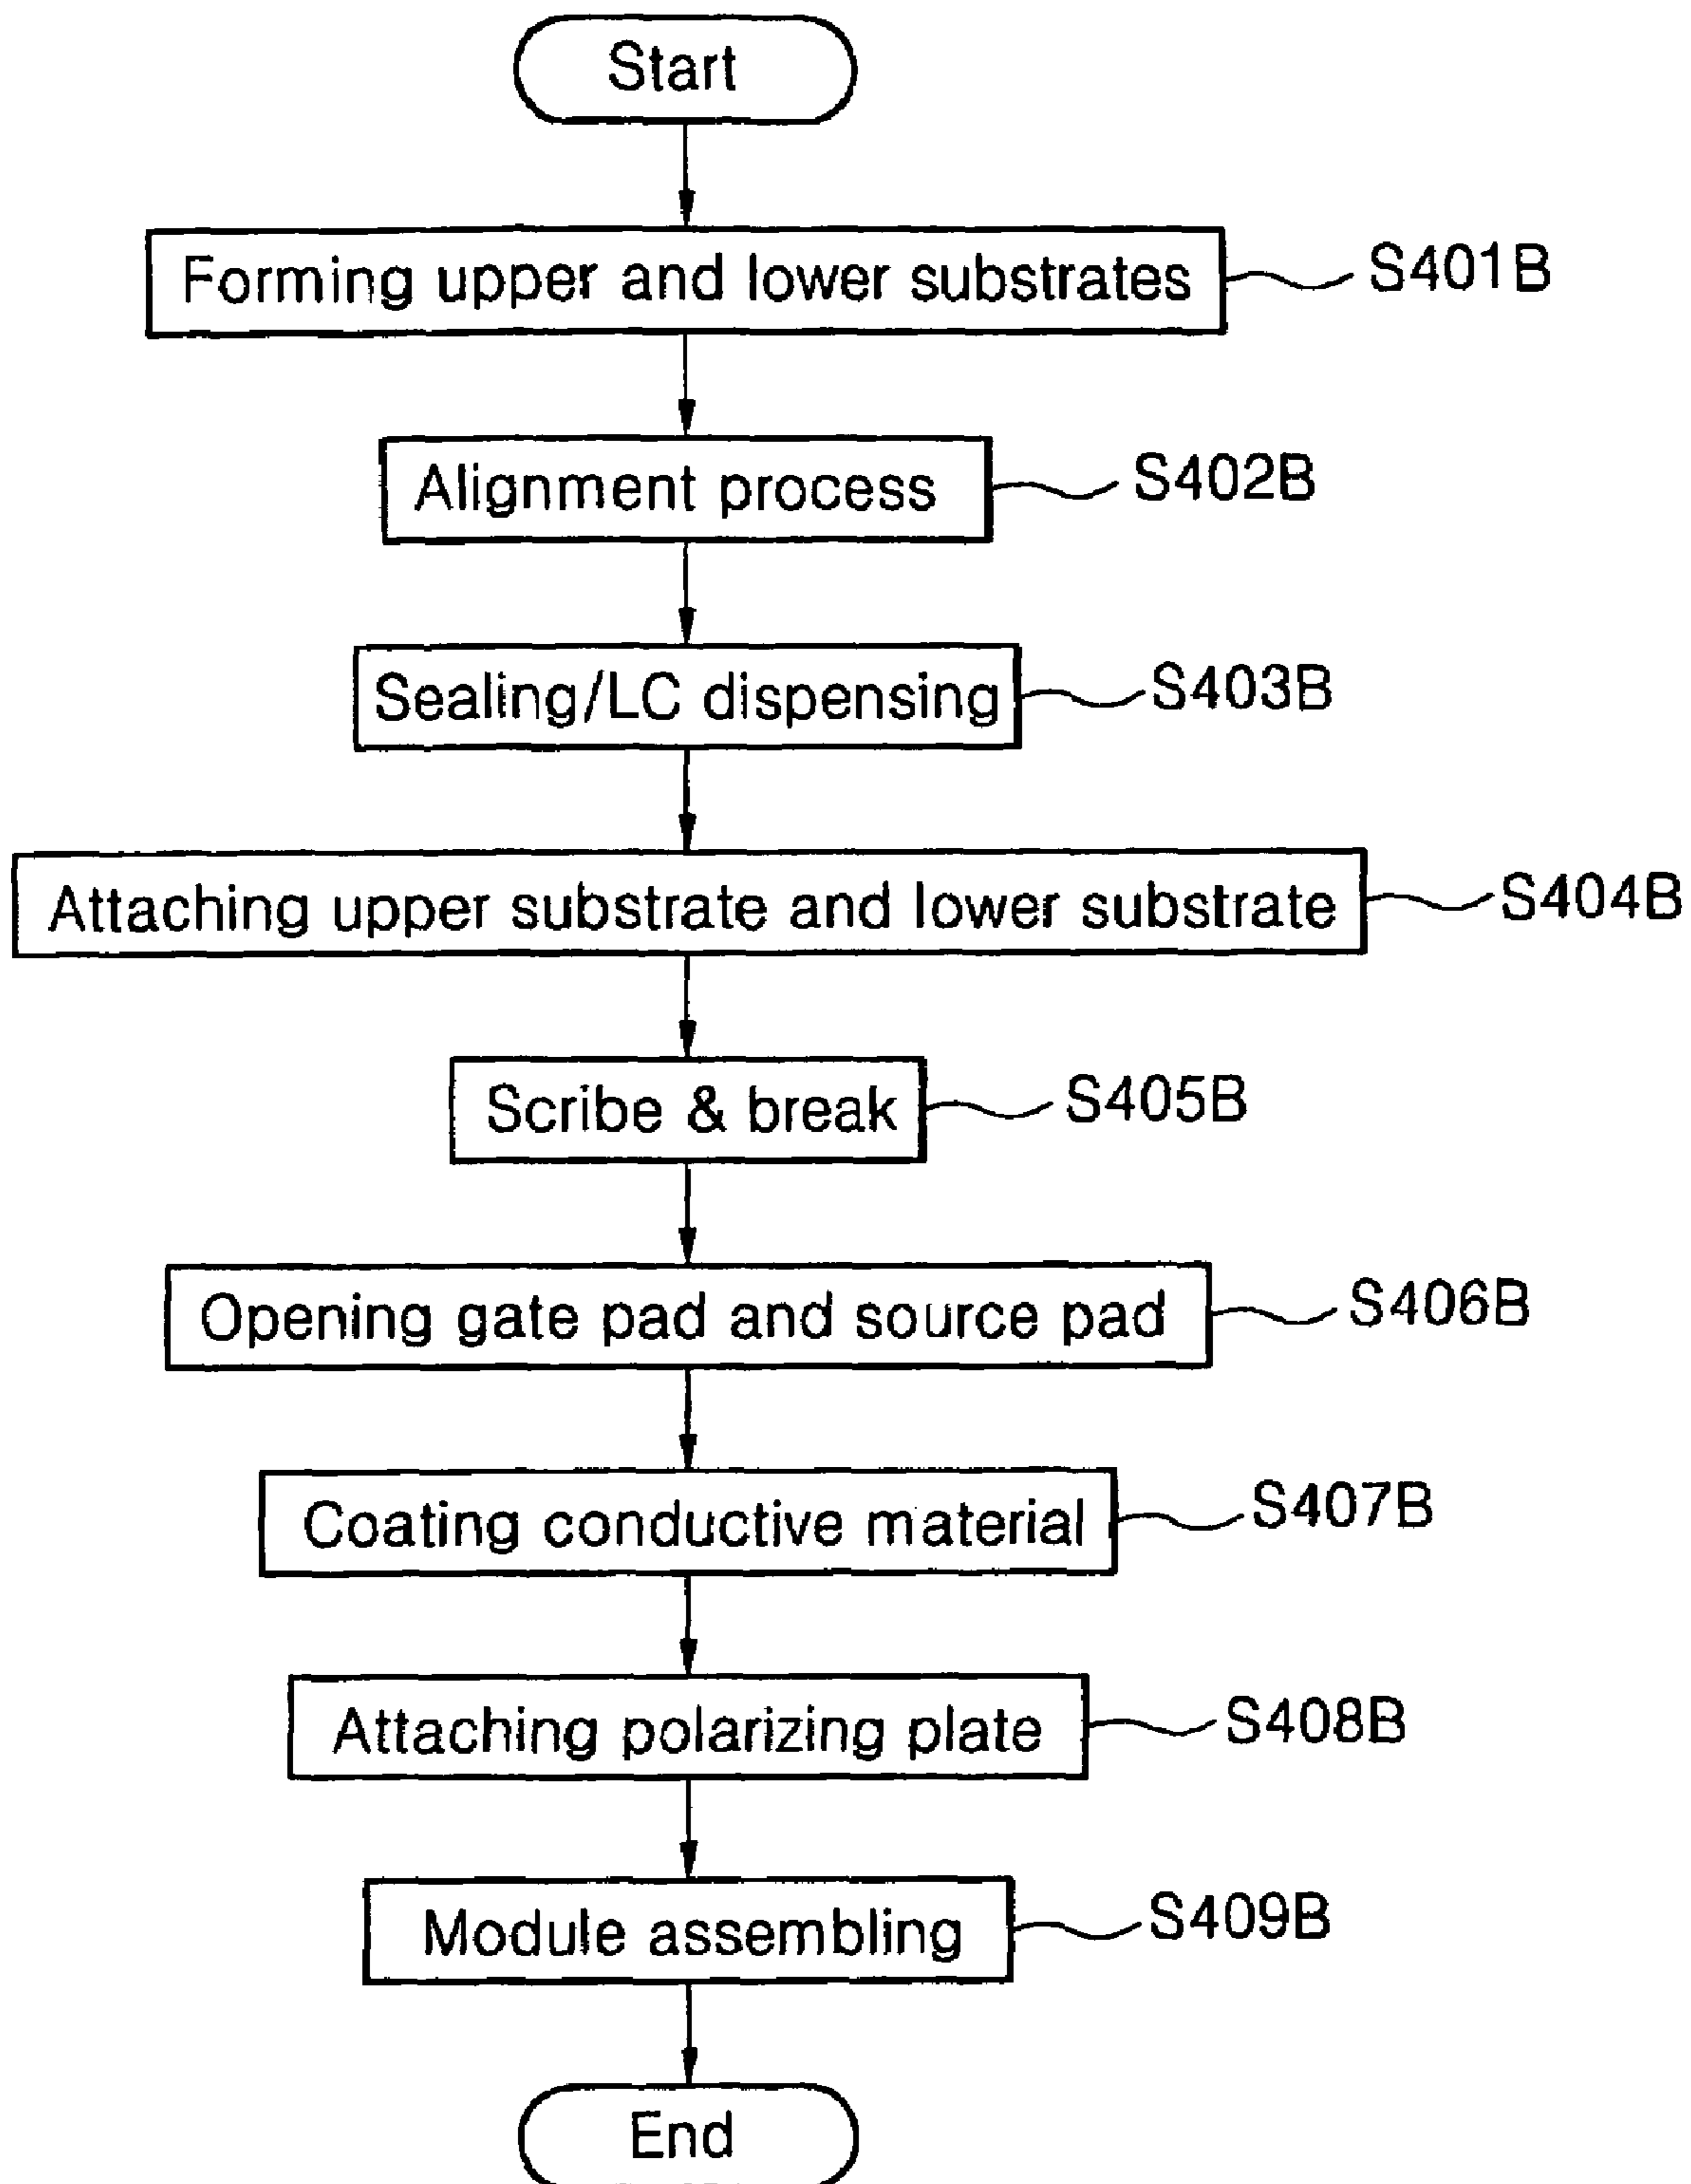 Start
Forming upper and lower substrates
S401B
Alignment process
S402B
Sealing/LC dispensing
S403B
Attaching upper substrate and lower substrate
S404B
Scribe & break
S405B
Opening gate pad and source pad
S406B
Coating conductive material
S407B
Attaching polarizing plate
S408B
Module assembling
S409B
End